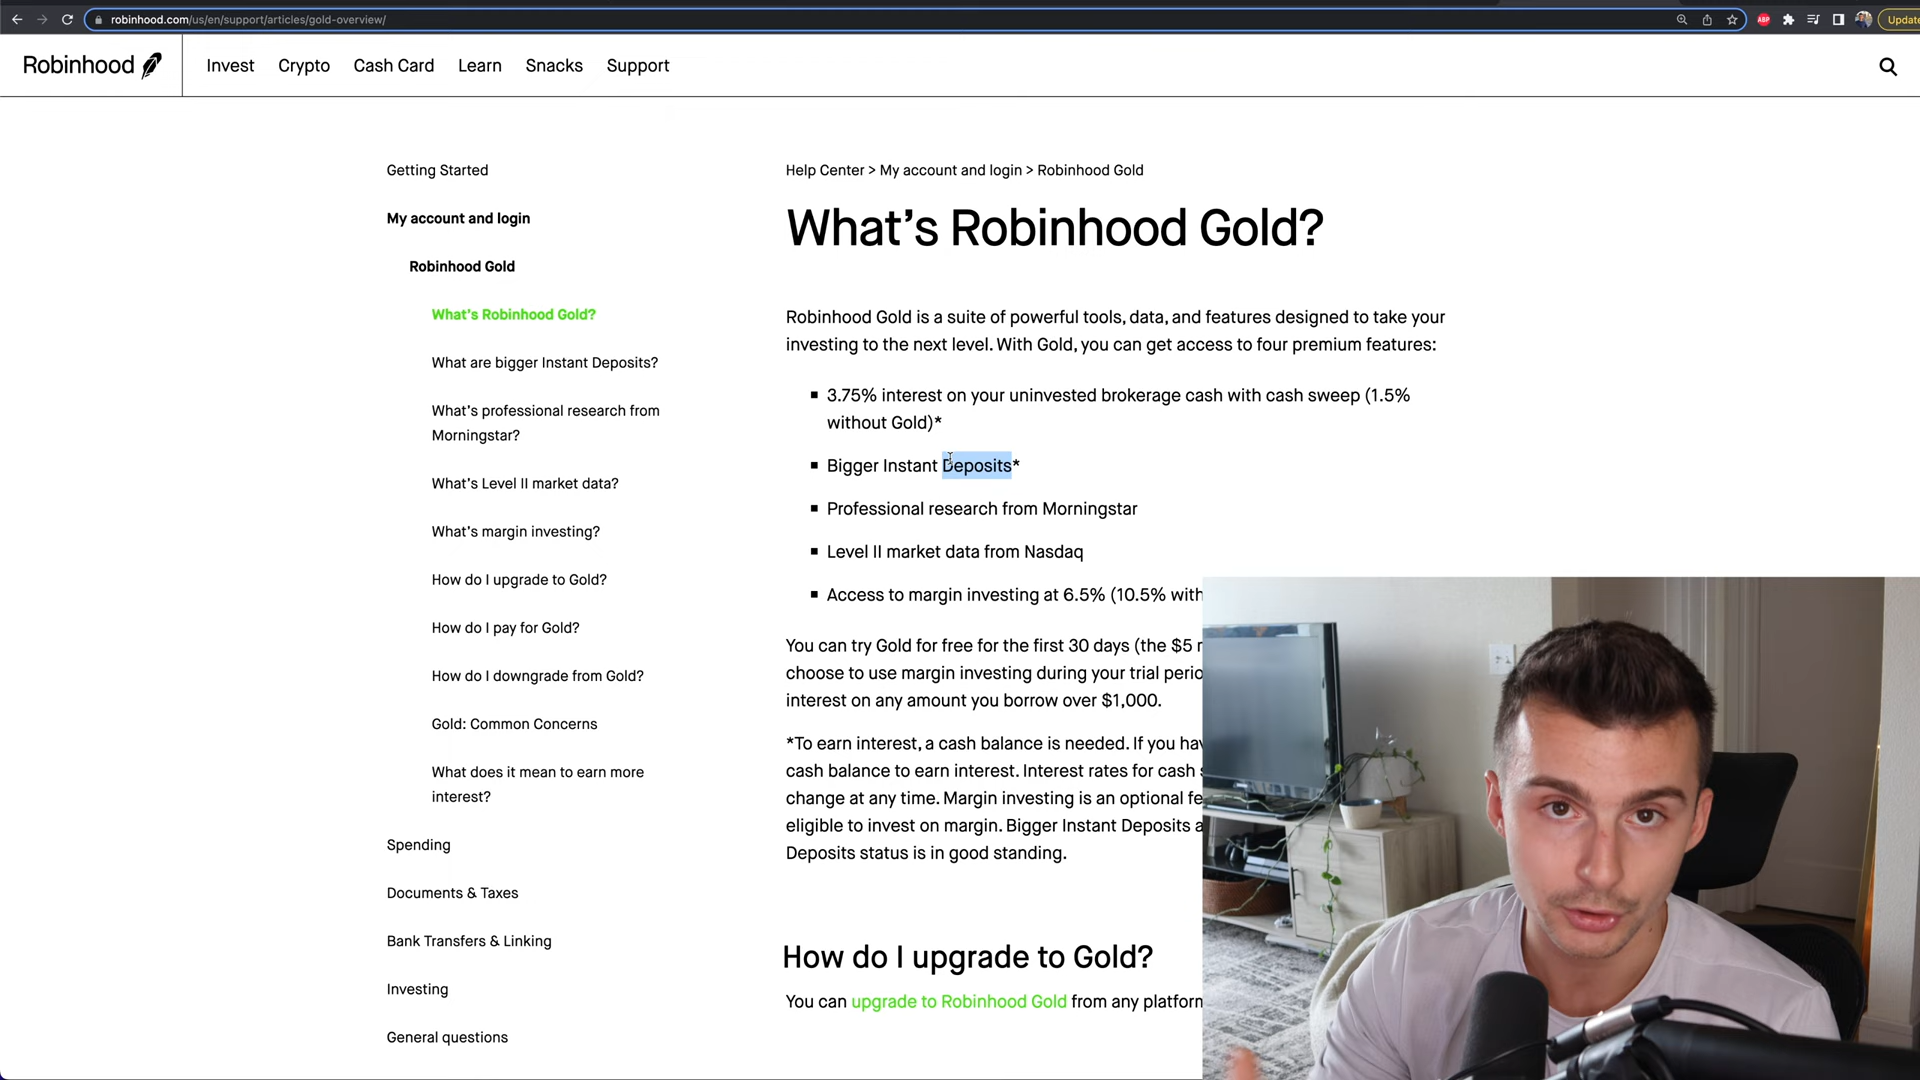 robinhood.com/us/en/support/articles/gold-overview/
ABP
Update
Robinhood
Invest
Crypto
Cash Card
Learn
Snacks
Support
Getting Started
My account and login
Robinhood Gold
What's Robinhood Gold?
What are bigger Instant Deposits?
What's professional research from
Morningstar?
What's Level II market data?
What's margin investing?
How do I upgrade to Gold?
How do I pay for Gold?
How do I downgrade from Gold?
Gold: Common Concerns
What does it mean to earn more
interest?
Spending
Documents & Taxes
Bank Transfers & Linking
Investing
General questions
Help Center > My account and login > Robinhood Gold
What's Robinhood Gold?
Robinhood Gold is a suite of powerful tools, data, and features designed to take your
investing to the next level. With Gold, you can get access to four premium features:
3.75% interest on your uninvested brokerage cash with cash sweep (1.5%
without Gold)*
Bigger Instant Deposits*
Professional research from Morningstar
Level II market data from Nasdaq
Access to margin investing at 6.5% (10.5% with
You can try Gold for free for the first 30 days (the $5
choose to use margin investing during your trial
interest on any amount you borrow over $1,000.
*To earn interest, a cash balance is needed. If you
cash balance to earn interest. Interest rates for cash
change at any time. Margin investing is an optional
eligible to invest on margin. Bigger Instant Deposits
Deposits status is in good standing.
How do I upgrade to Gold?
You can upgrade to Robinhood Gold from any